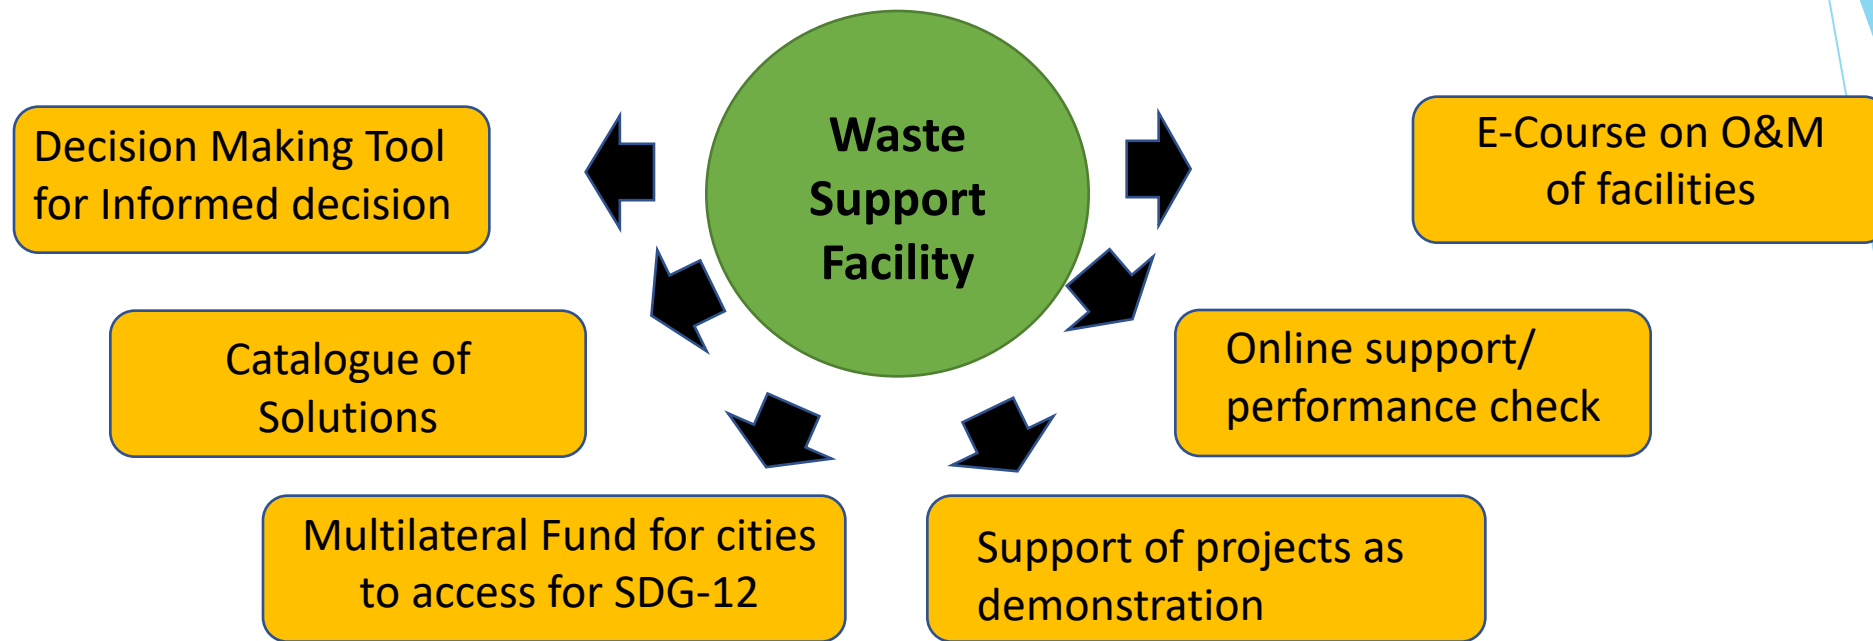 Waste
Support
Facility
Decision Making Tool
for Informed decision
E-Course on O&M
of facilities
Catalogue of
Solutions
Online support/
performance check
Multilateral Fund for cities
to access for SDG-12
Support of projects as
demonstration